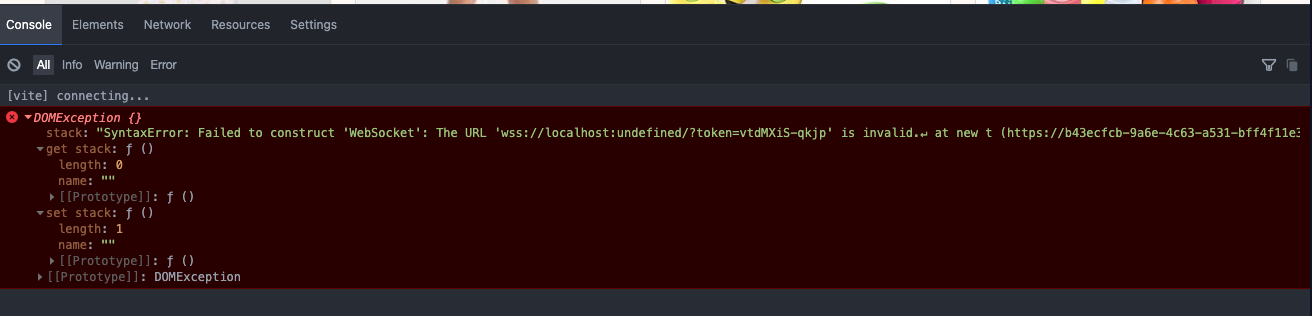 Console Elements Network Resources Settings
All Info Warning Error
[vite] connecting...
DOMException {}
stack: "SyntaxError: Failed to construct 'WebSocket': The URL 'wss://localhost:undefined/?token=vtdMXiS-qkjp' is invalid.↵ at new t (https://b43ecfcb-9a6e-4c63-a531-bff4f11e3
get stack: ƒ ()
length: 0
name: ""
[[Prototype]]: ƒ ()
set stack: ƒ ()
length: 1
name: ""
[[Prototype]]: ƒ ()
[[Prototype]]: DOMException